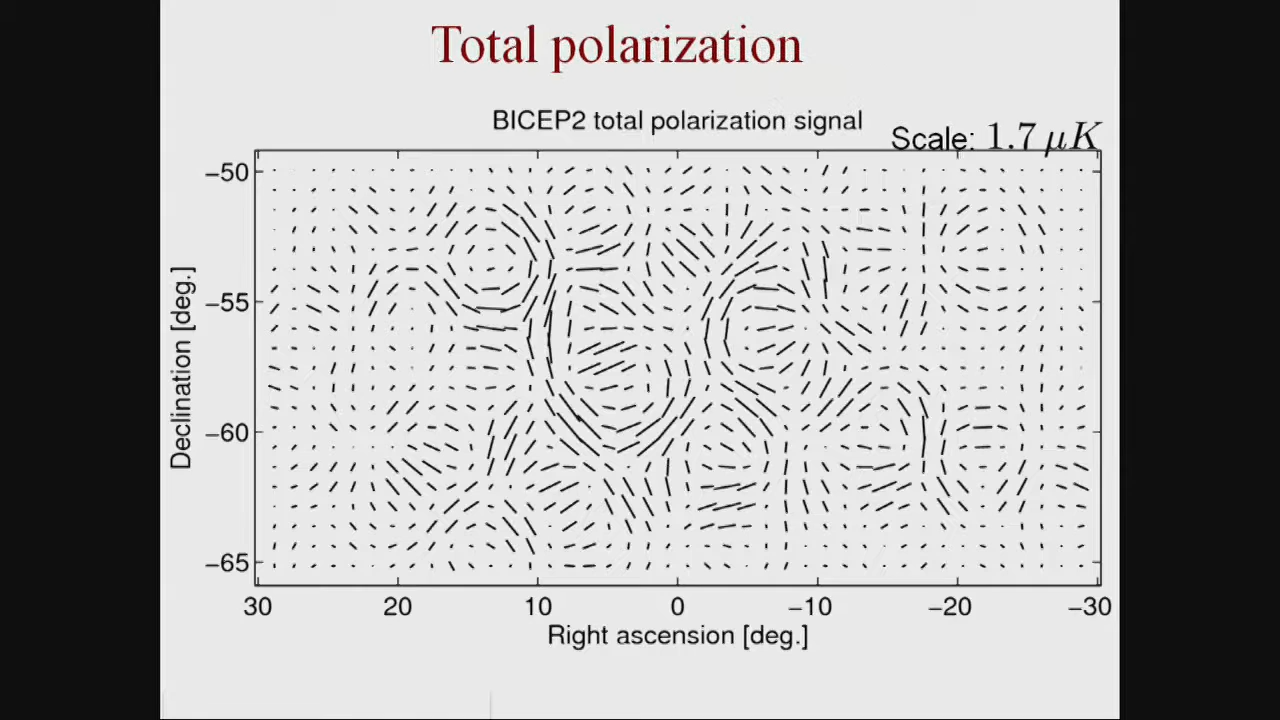 Total polarization
BICEP2 total polarization signal
Scale: 1.7 μK
−50
−55
−60
−65
Declination [deg.]
30 20 10 0 −10 −20 −30
Right ascension [deg.]